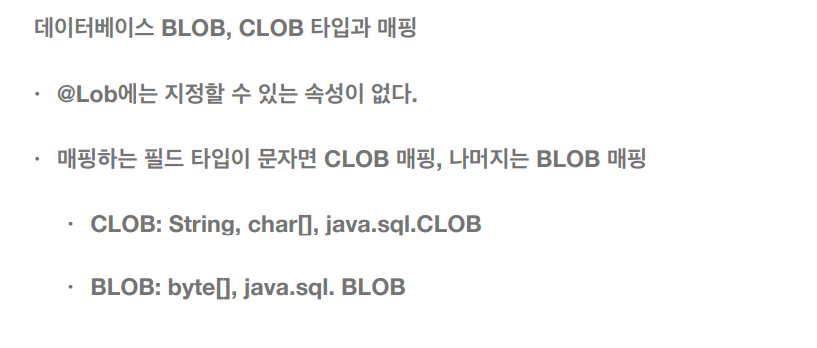 데이터베이스 BLOB, CLOB 타입과 매핑
· @Lob에는 지정할 수 있는 속성이 없다.
· 매핑하는 필드 타입이 문자면 CLOB 매핑, 나머지는 BLOB 매핑
· CLOB: String, char[], java.sql.CLOB
· BLOB: byte[], java.sql. BLOB